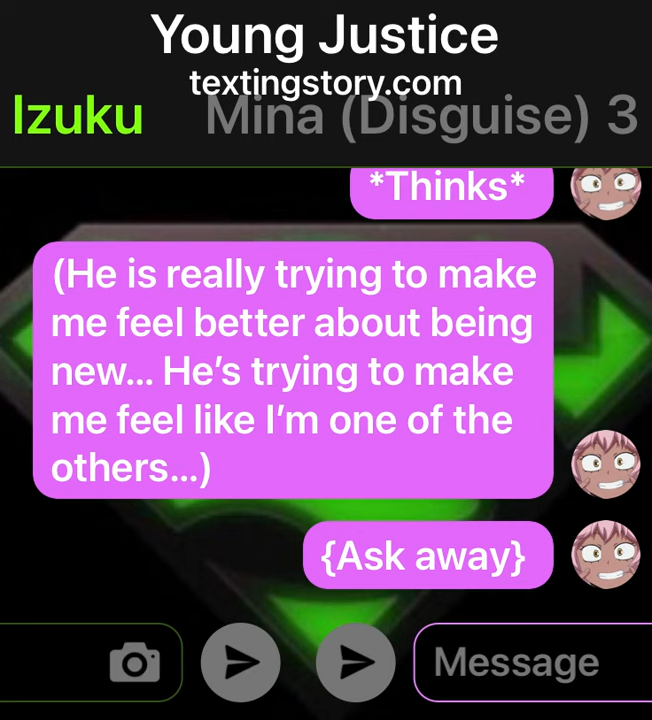 Young Justice
textingstory.com
Izuku Mina (Disguise) 3
*Thinks*
(He is really trying to make
me feel better about being
new... He’s trying to make
me feel like I’m one of the
others...)
{Ask away}
Message